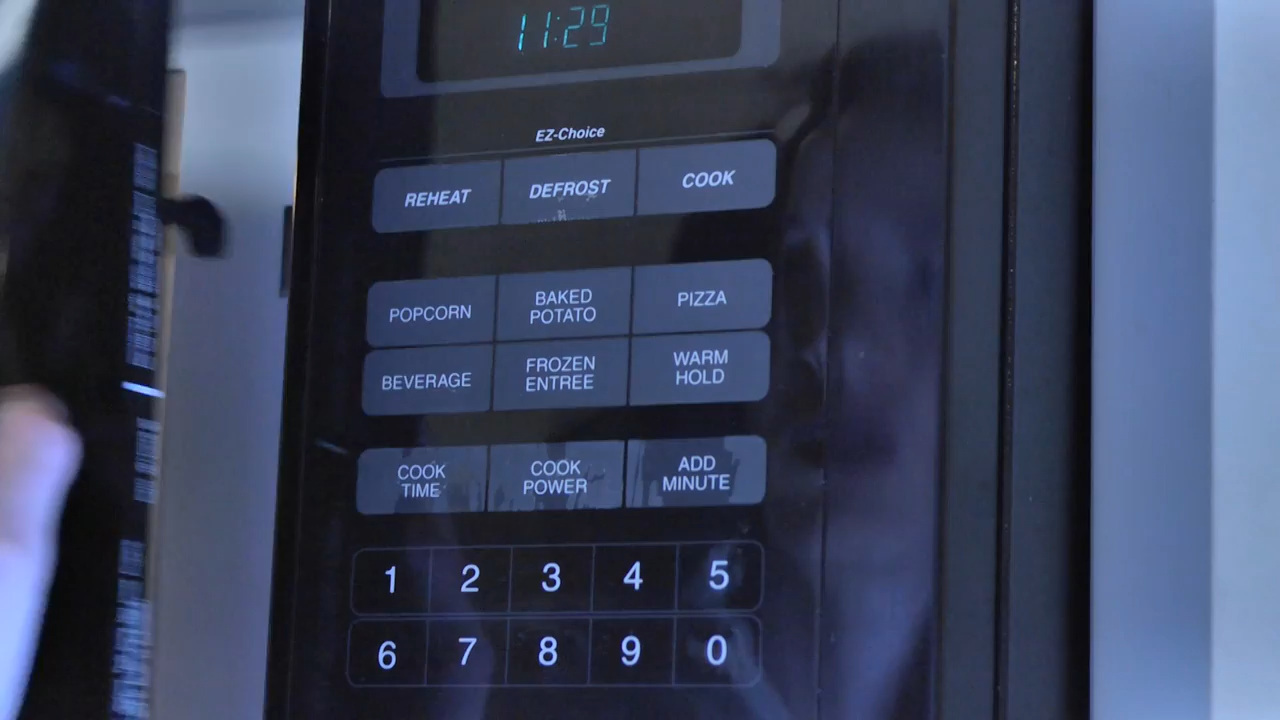 11:29
EZ-Choice
REHEAT DEFROST COOK
POPCORN BAKED POTATO PIZZA
BEVERAGE FROZEN ENTREE WARM HOLD
COOK TIME COOK POWER ADD MINUTE
1 2 3 4 5
6 7 8 9 0